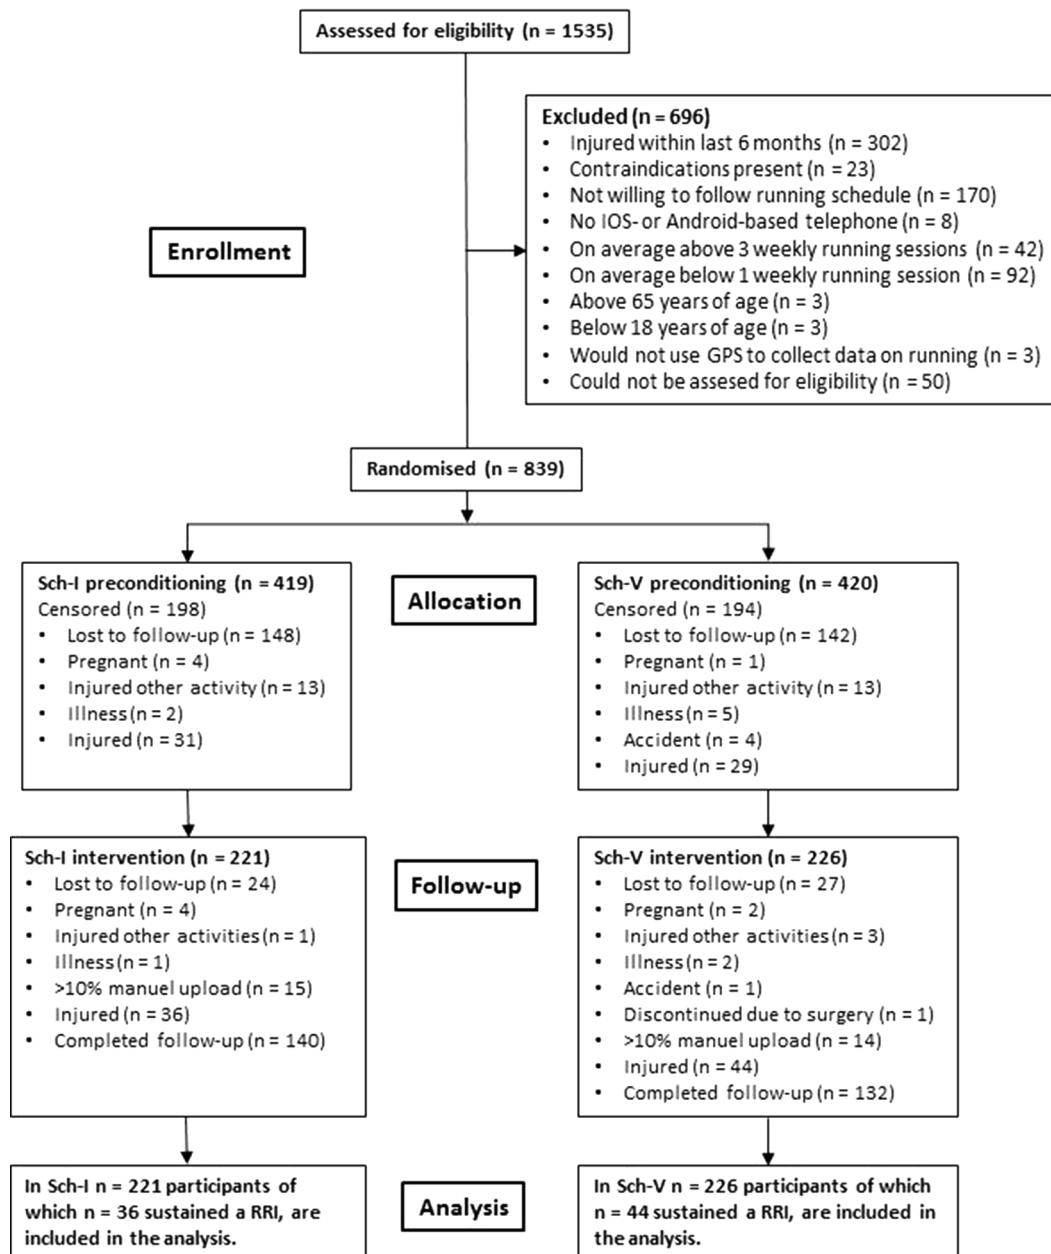 Assessed for eligibility (n = 1535)
Excluded (n = 696)
• Injured within last 6 months (n = 302)
• Contraindications present (n = 23)
• Not willing to follow running schedule (n = 170)
• No IOS- or Android-based telephone (n = 8)
• On average above 3 weekly running sessions (n = 42)
• On average below 1 weekly running session (n = 92)
• Above 65 years of age (n = 3)
• Below 18 years of age (n = 3)
• Would not use GPS to collect data on running (n = 3)
• Could not be assesed for eligibility (n = 50)
Enrollment
Randomised (n = 839)
Sch-I preconditioning (n = 419)
Censored (n = 198)
• Lost to follow-up (n = 148)
• Pregnant (n = 4)
• Injured other activity (n = 13)
• Illness (n = 2)
• Injured (n = 31)
Allocation
Sch-V preconditioning (n = 420)
Censored (n = 194)
• Lost to follow-up (n = 142)
• Pregnant (n = 1)
• Injured other activity (n = 13)
• Illness (n = 5)
• Accident (n = 4)
• Injured (n = 29)
Sch-I intervention (n = 221)
• Lost to follow-up (n = 24)
• Pregnant (n = 4)
• Injured other activities (n = 1)
• Illness (n = 1)
• >10% manuel upload (n = 15)
• Injured (n = 36)
• Completed follow-up (n = 140)
Follow-up
Sch-V intervention (n = 226)
• Lost to follow-up (n = 27)
• Pregnant (n = 2)
• Injured other activities (n = 3)
• Illness (n = 2)
• Accident (n = 1)
• Discontinued due to surgery (n = 1)
• >10% manuel upload (n = 14)
• Injured (n = 44)
• Completed follow-up (n = 132)
In Sch-I n = 221 participants of
which n = 36 sustained a RRI, are
included in the analysis.
Analysis
In Sch-V n = 226 participants of which
n = 44 sustained a RRI, are included in
the analysis.